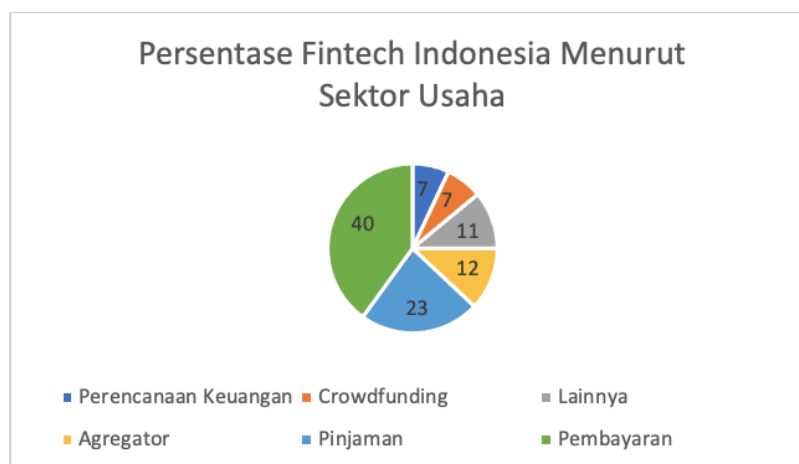 Persentase Fintech Indonesia Menurut
Sektor Usaha
7
7
11
12
23
40
Perencanaan Keuangan Crowdfunding Lainnya
Agregator Pinjaman Pembayaran